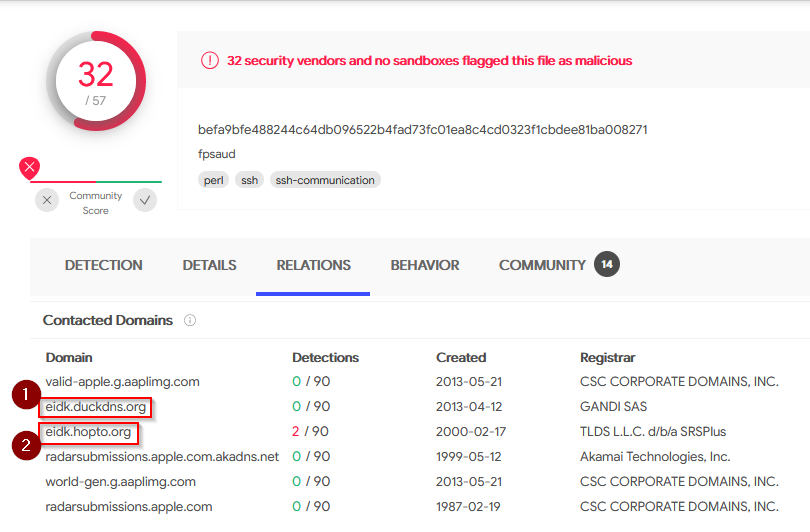 32
/ 57
32 security vendors and no sandboxes flagged this file as malicious
befa9bfe488244c64db096522b4fad73fc01ea8c4cd0323f1cbdee81ba008271
fpsaud
perl ssh ssh-communication
Community
Score
DETECTION DETAILS RELATIONS BEHAVIOR COMMUNITY 14
Contacted Domains
Domain Detections Created Registrar
valid-apple.g.aaplimg.com 0 / 90 2013-05-21 CSC CORPORATE DOMAINS, INC.
1 eidk.duckdns.org 0 / 90 2013-04-12 GANDI SAS
2 eidk.hopto.org 2 / 90 2000-02-17 TLDS L.L.C. d/b/a SRSPlus
radarsubmissions.apple.com.akadns.net 0 / 90 1999-05-12 Akamai Technologies, Inc.
world-gen.g.aaplimg.com 0 / 90 2013-05-21 CSC CORPORATE DOMAINS, INC.
radarsubmissions.apple.com 0 / 90 1987-02-19 CSC CORPORATE DOMAINS, INC.